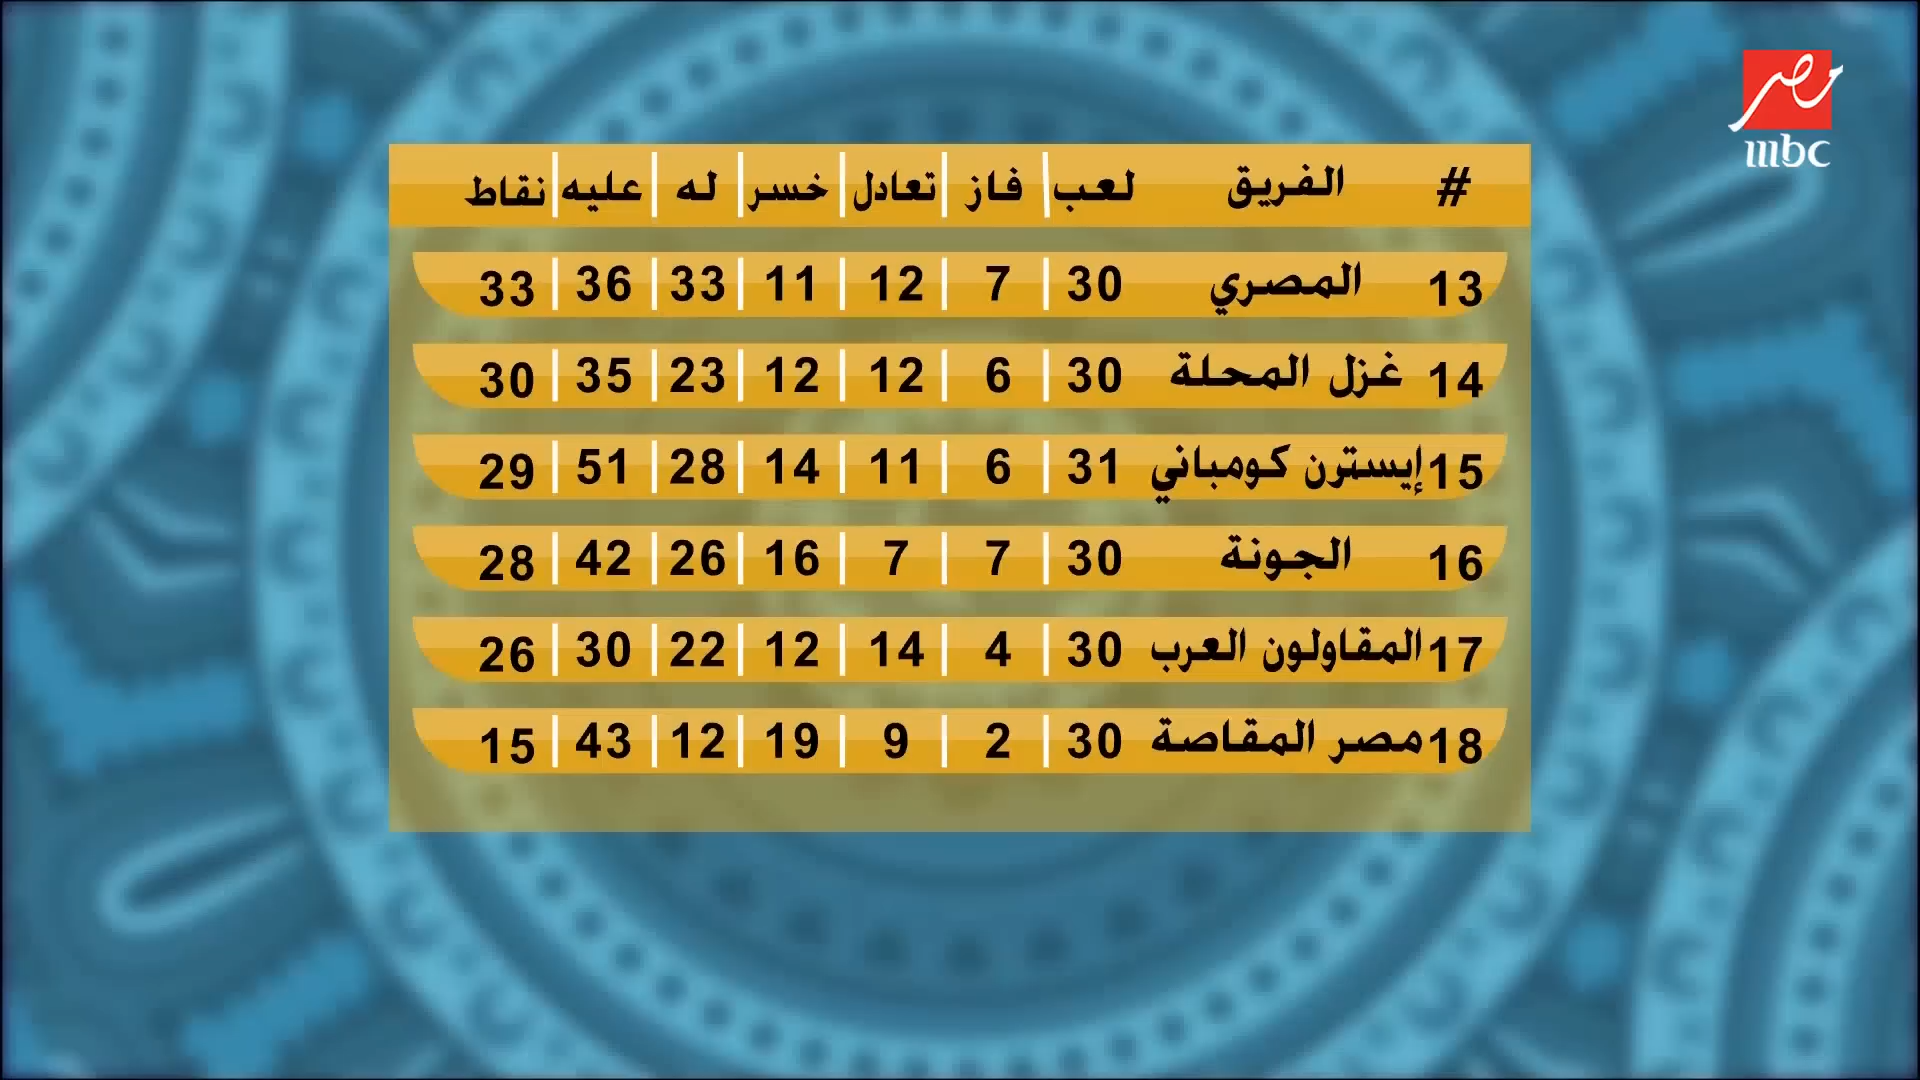 مصر
mbc
# الفريق لعب فاز تعادل خسر له عليه نقاط
13 المصري 30 7 12 11 33 36 33
14 غزل المحلة 30 6 12 12 23 35 30
15 إيسترن كومباني 31 6 11 14 28 51 29
16 الجونة 30 7 7 16 26 42 28
17 المقاولون العرب 30 4 14 12 22 30 26
18 مصر المقاصة 30 2 9 19 12 43 15